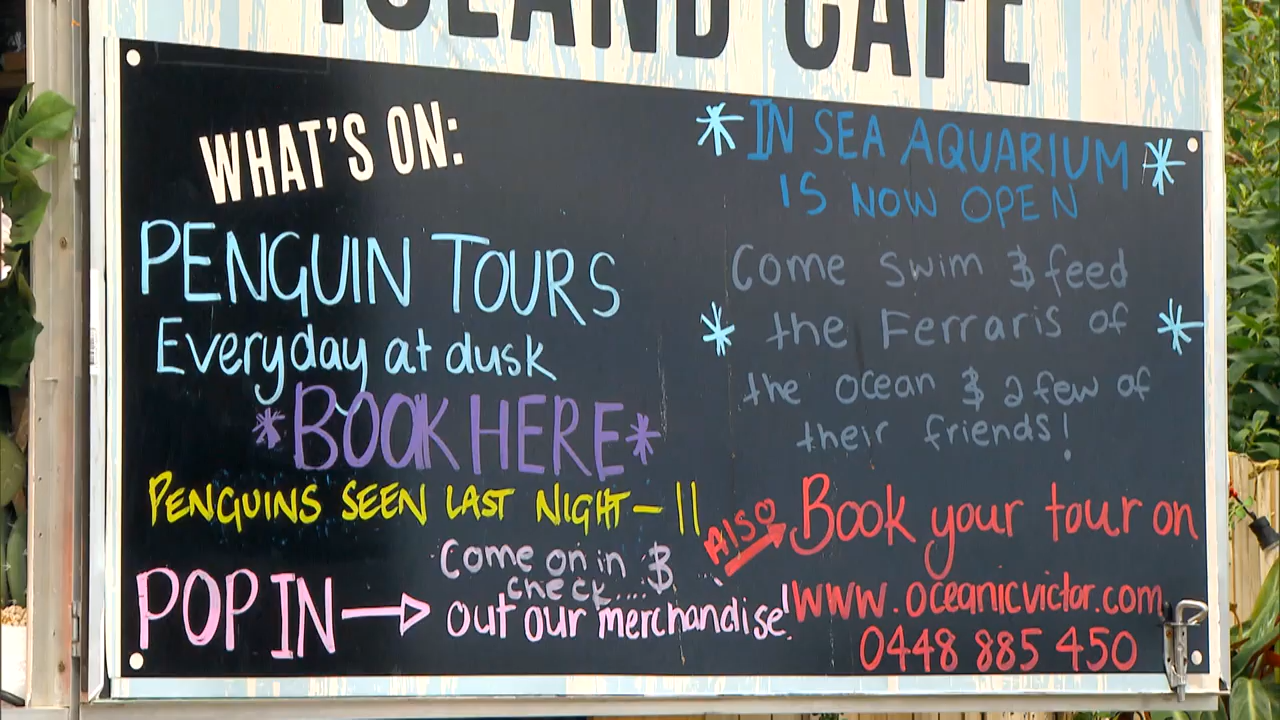 ISLAND CAFE
WHAT'S ON:
PENGUIN TOURS
Everyday at dusk
*BOOK HERE*
PENGUINS SEEN LAST NIGHT - 11
POP IN → Come on in &
check....
out our merchandise!
* IN SEA AQUARIUM *
IS NOW OPEN
Come swim & feed
* the Ferraris of *
the ocean & a few of
their friends!
ALSO → Book your tour on
www.oceanicvictor.com
0448 885 450